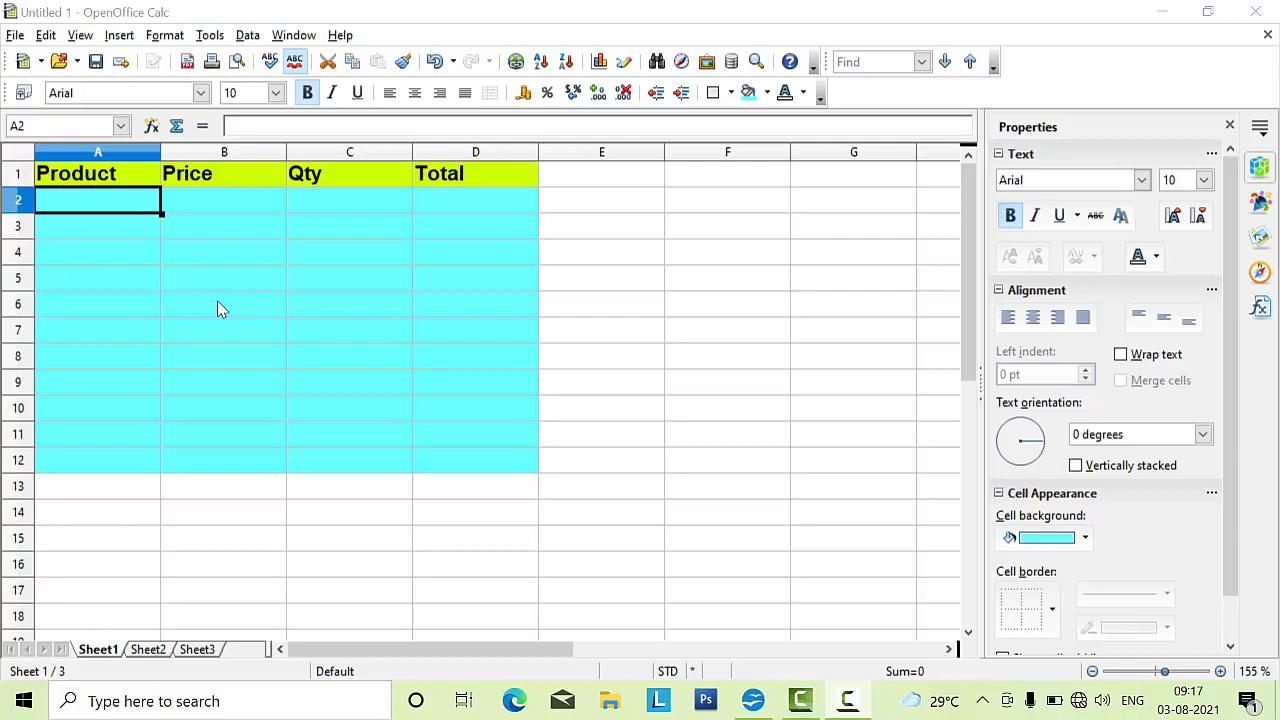 Untitled 1 - OpenOffice Calc
File Edit View Insert Format Tools Data Window Help
ABC ABC Find
Arial 10 B I U
A2
Properties
A B C D E F G
Text
1 Product Price Qty Total
Arial 10
2
B I U ABC
3
4
5
Alignment
6
7
Left indent: Wrap text
8
0 pt Merge cells
9
Text orientation:
10
0 degrees
11
Vertically stacked
12
Cell Appearance
13
Cell background:
14
15
Cell border:
16
17
18
Sheet1 Sheet2 Sheet3
Sheet 1 / 3 Default STD * Sum=0 155 %
Type here to search
29°C ENG
09:17
03-08-2021